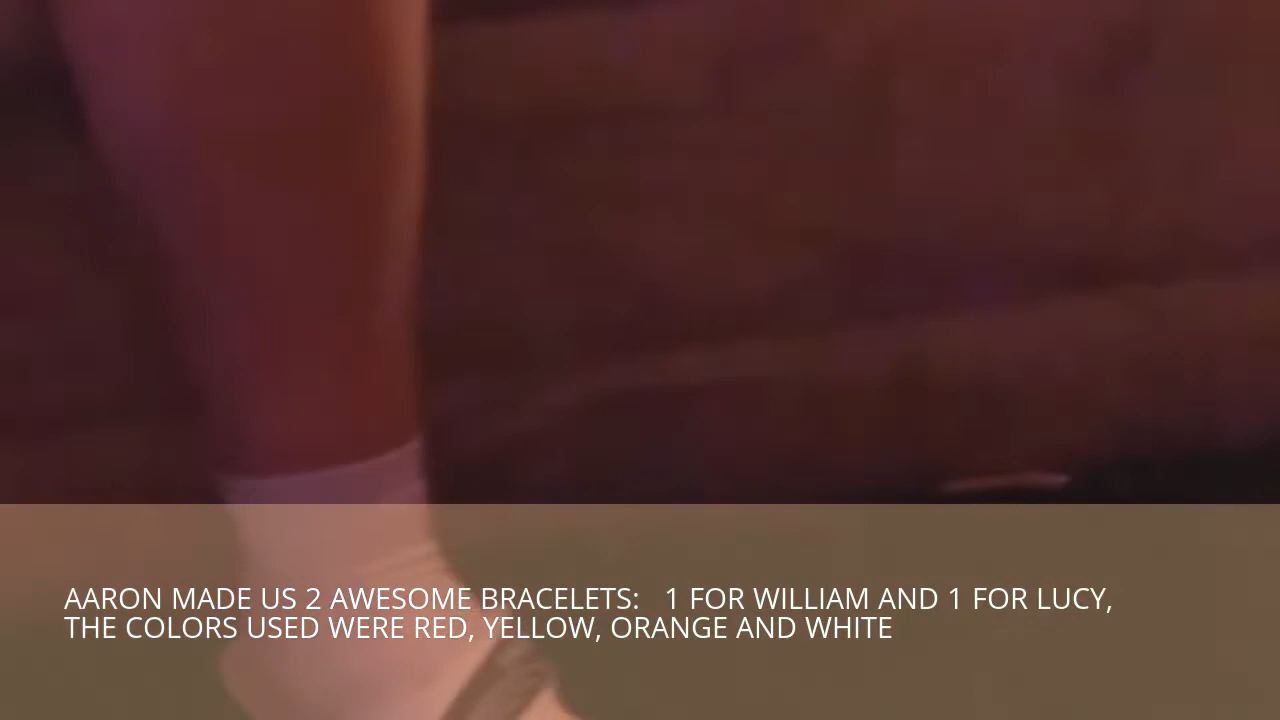 AARON MADE US 2 AWESOME BRACELETS:   1 FOR WILLIAM AND 1 FOR LUCY,
THE COLORS USED WERE RED, YELLOW, ORANGE AND WHITE